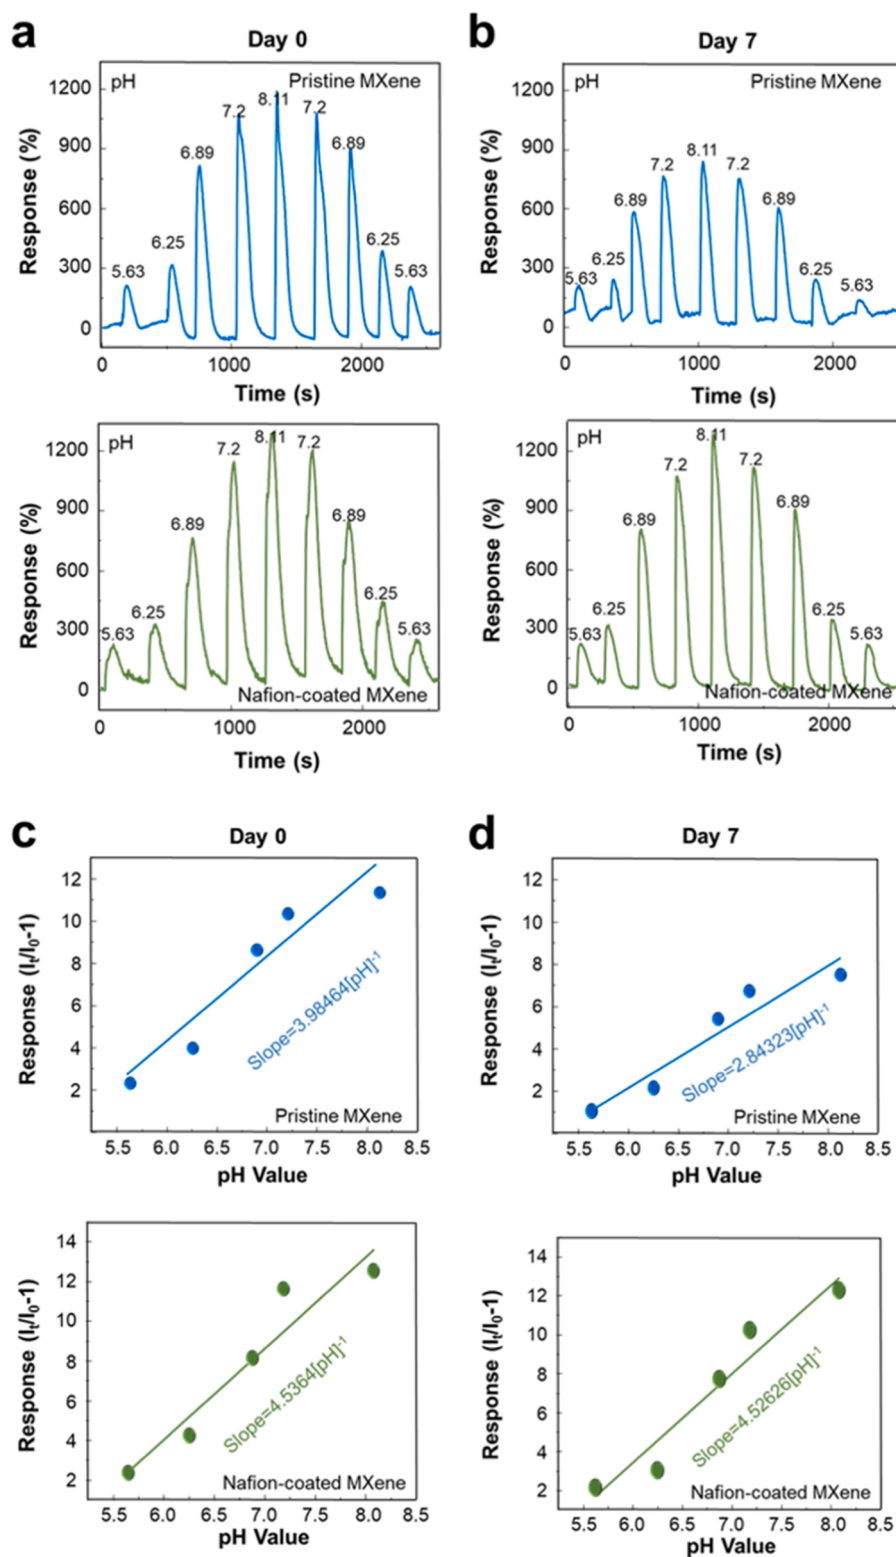 a
Day 0
pH
Pristine MXene
Response (%)
1200
900
600
300
0
5.63
6.25
6.89
7.2
8.11
7.2
6.89
6.25
5.63
0
1000
2000
Time (s)
b
Day 7
pH
Pristine MXene
Response (%)
1200
900
600
300
0
5.63
6.25
6.89
7.2
8.11
7.2
6.89
6.25
5.63
0
1000
2000
Time (s)
pH
Response (%)
1200
900
600
300
0
5.63
6.25
6.89
7.2
8.11
7.2
6.89
6.25
5.63
Nafion-coated MXene
0
1000
2000
Time (s)
pH
Response (%)
1200
900
600
300
0
5.63
6.25
6.89
7.2
8.11
7.2
6.89
6.25
5.63
Nafion-coated MXene
0
1000
2000
Time (s)
c
Day 0
Response (Iₜ/I₀-1)
12
10
8
6
4
2
Slope=3.98464[pH]⁻¹
Pristine MXene
5.5 6.0 6.5 7.0 7.5 8.0 8.5
pH Value
d
Day 7
Response (Iₜ/I₀-1)
12
10
8
6
4
2
Slope=2.84323[pH]⁻¹
Pristine MXene
5.5 6.0 6.5 7.0 7.5 8.0 8.5
pH Value
Response (Iₜ/I₀-1)
14
12
10
8
6
4
2
Slope=4.5364[pH]⁻¹
Nafion-coated MXene
5.5 6.0 6.5 7.0 7.5 8.0 8.5
pH Value
Response (Iₜ/I₀-1)
14
12
10
8
6
4
2
Slope=4.52626[pH]⁻¹
Nafion-coated MXene
5.5 6.0 6.5 7.0 7.5 8.0 8.5
pH Value